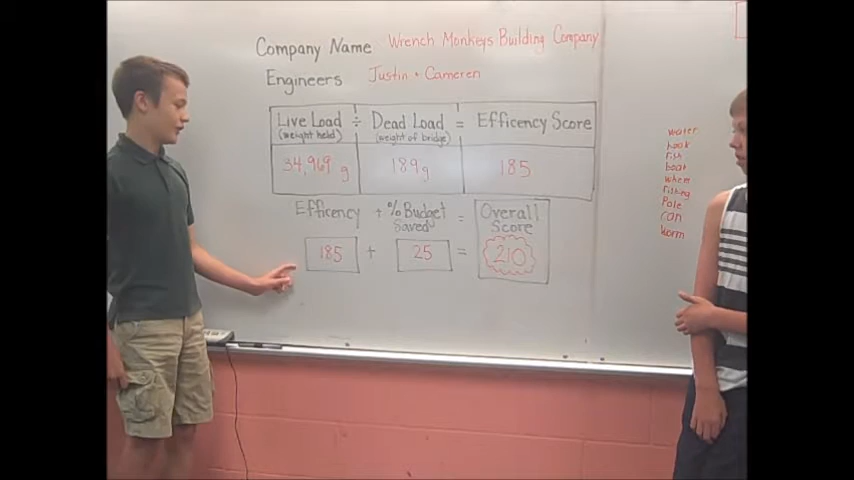 Company Name Wrench Monkeys Building Company
Engineers Justin + Cameren
Live Load ÷ Dead Load = Efficency Score
(weight held) (weight of bridge)
34,969 g 189g 185
Efficency + % Budget Saved = Overall Score
185 + 25 = 210
water
hook
fish
boat
when
fishing
Pole
can
worm